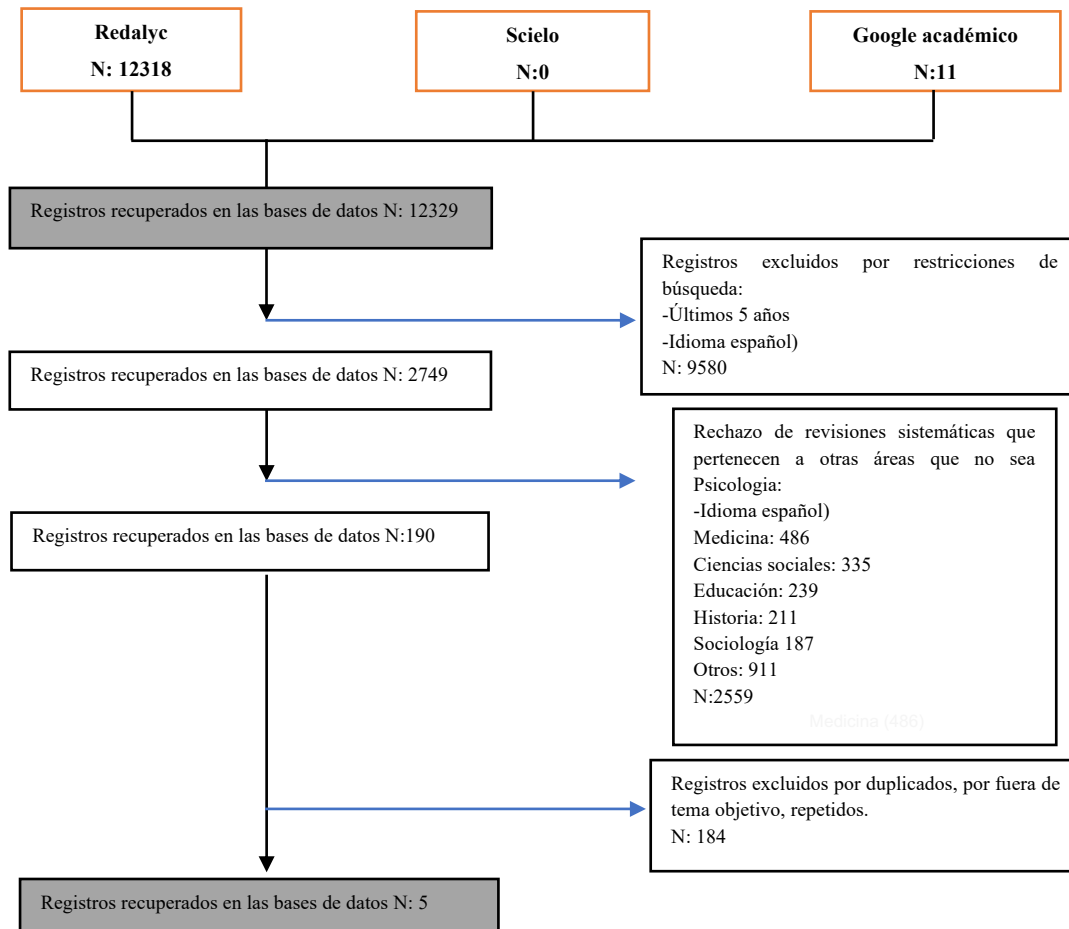 Redalyc
N: 12318
Scielo
N:0
Google académico
N:11
Registros recuperados en las bases de datos N: 12329
Registros excluidos por restricciones de
búsqueda:
-Últimos 5 años
-Idioma español)
N: 9580
Registros recuperados en las bases de datos N: 2749
Rechazo de revisiones sistemáticas que
pertenecen a otras áreas que no sea
Psicologia:
-Idioma español)
Medicina: 486
Ciencias sociales: 335
Educación: 239
Historia: 211
Sociología 187
Otros: 911
N:2559
Medicina (486)
Registros recuperados en las bases de datos N:190
Registros excluidos por duplicados, por fuera de
tema objetivo, repetidos.
N: 184
Registros recuperados en las bases de datos N: 5